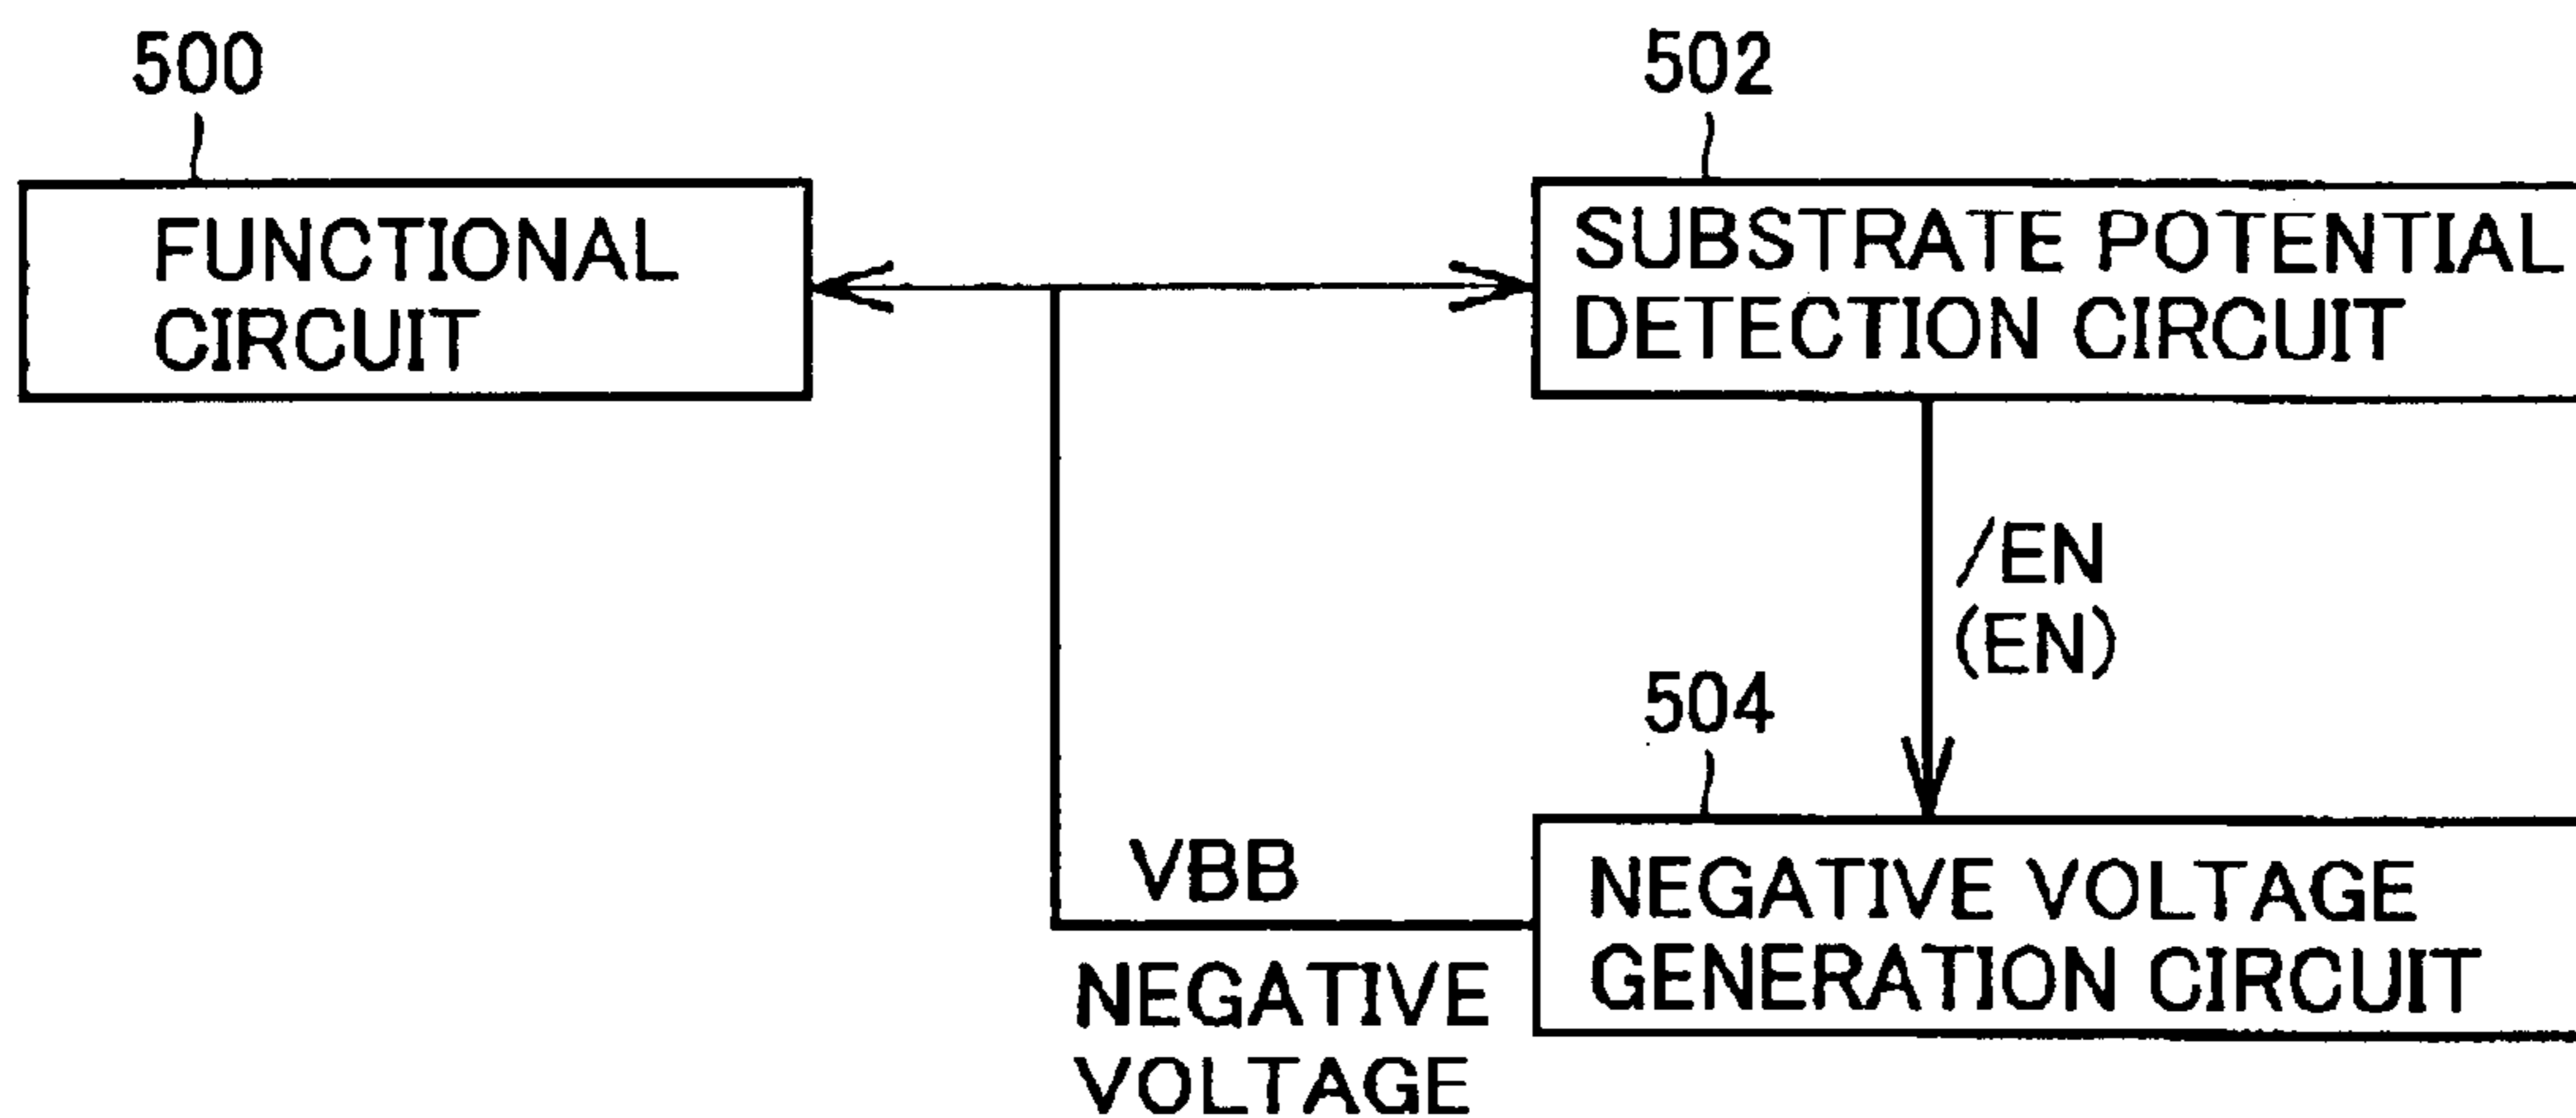 500
FUNCTIONAL
CIRCUIT
502
SUBSTRATE POTENTIAL
DETECTION CIRCUIT
/EN
(EN)
504
NEGATIVE VOLTAGE
GENERATION CIRCUIT
VBB
NEGATIVE
VOLTAGE